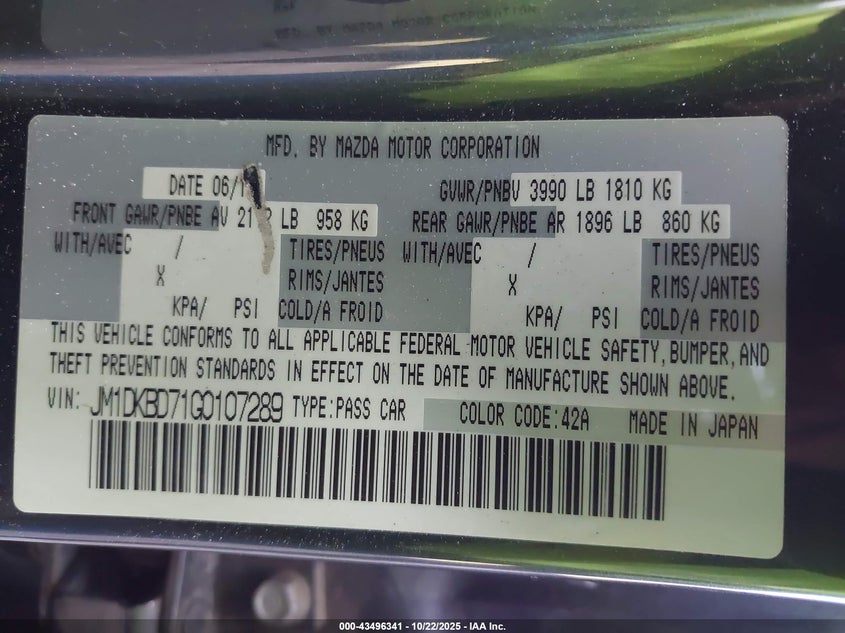 MFD. BY MAZDA MOTOR CORPORATION
DATE GVWR/PNBV 3990 LB 1810 KG
FRONT GAWR/PNBE AV LB 958 KG REAR GAWR/PNBE AR 1896 LB 860 KG
WITH/AVEC / TIRES/PNEUS WITH/AVEC / TIRES/PNEUS
X RIMS/JANTES X RIMS/JANTES
KPA/ PSI COLD/A FROID KPA/ PSI COLD/A FROID
THIS VEHICLE CONFORMS TO ALL APPLICABLE FEDERAL MOTOR VEHICLE SAFETY, BUMPER, AND
THEFT PREVENTION STANDARDS IN EFFECT ON THE DATE OF MANUFACTURE SHOWN ABOVE.
VIN: JM1DKBD71G0107289 TYPE:PASS CAR COLOR CODE:42A MADE IN JAPAN
000-43496341 - 10/22/2025 - IAA Inc.